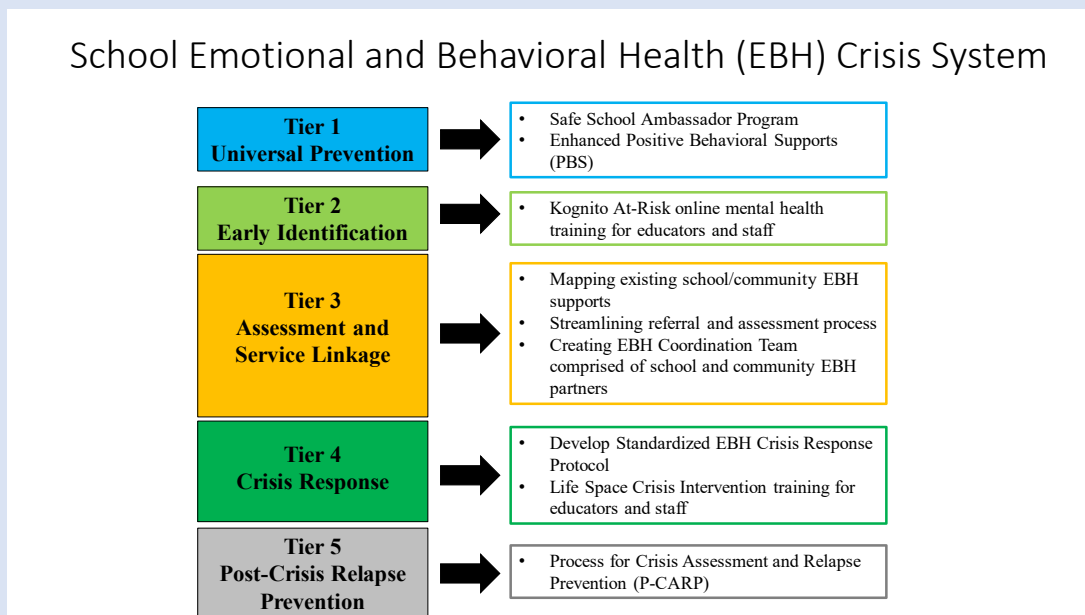 School Emotional and Behavioral Health (EBH) Crisis System
Tier 1
Universal Prevention
• Safe School Ambassador Program
• Enhanced Positive Behavioral Supports
(PBS)
Tier 2
Early Identification
• Kognito At-Risk online mental health
training for educators and staff
Tier 3
Assessment and
Service Linkage
• Mapping existing school/community EBH
supports
• Streamlining referral and assessment process
• Creating EBH Coordination Team
comprised of school and community EBH
partners
Tier 4
Crisis Response
• Develop Standardized EBH Crisis Response
Protocol
• Life Space Crisis Intervention training for
educators and staff
Tier 5
Post-Crisis Relapse
Prevention
• Process for Crisis Assessment and Relapse
Prevention (P-CARP)